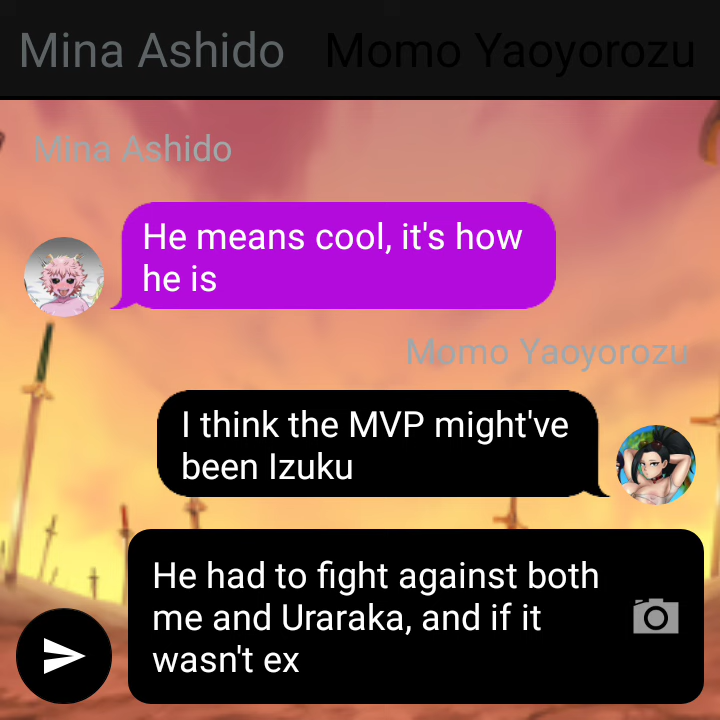 Mina Ashido Momo Yaoyorozu
Mina Ashido
He means cool, it's how
he is
Momo Yaoyorozu
I think the MVP might've
been Izuku
He had to fight against both
me and Uraraka, and if it
wasn't ex